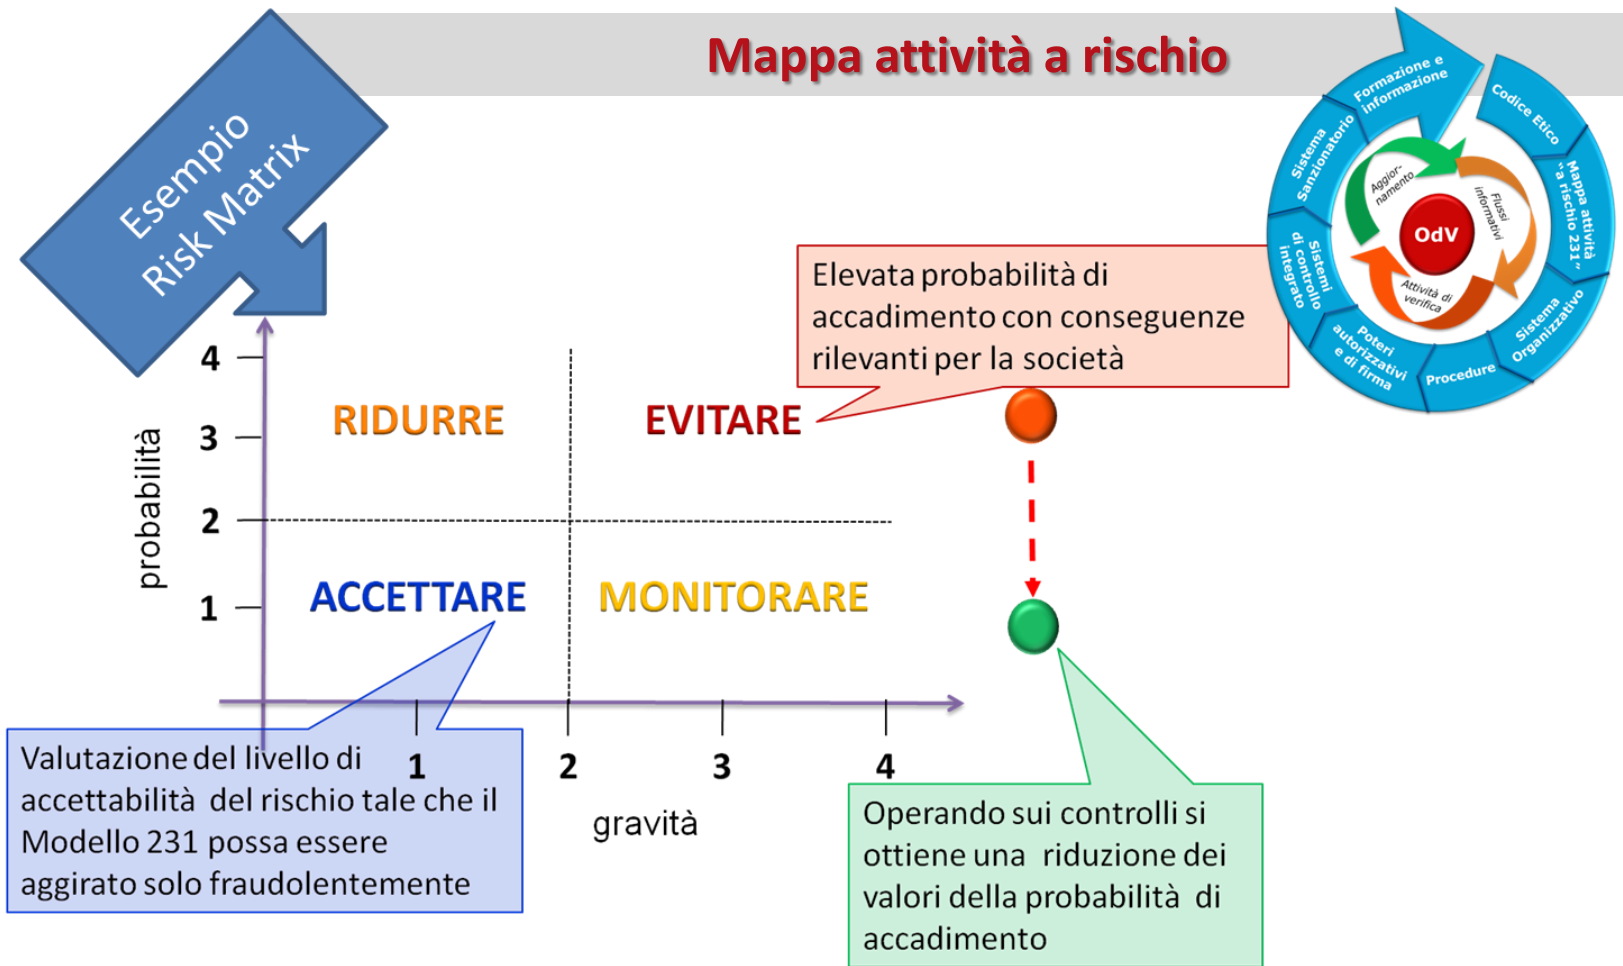 Mappa attività a rischio
Esempio
Risk Matrix
Formazione e
informazione
Codice Etico
Mappa attività
"a rischio 231"
Sistema
Organizzativo
Procedure
Poteri
autorizzativi
e di firma
Sistemi
di controllo
integrato
Sistema
Sanzionatorio
Aggior-
namento
Flussi
informativi
Attività di
verifica
OdV
Elevata probabilità di
accadimento con conseguenze
rilevanti per la società
probabilità
4
3
2
1
RIDURRE
EVITARE
ACCETTARE
MONITORARE
1
2
3
4
gravità
Valutazione del livello di
accettabilità del rischio tale che il
Modello 231 possa essere
aggirato solo fraudolentemente
Operando sui controlli si
ottiene una riduzione dei
valori della probabilità di
accadimento